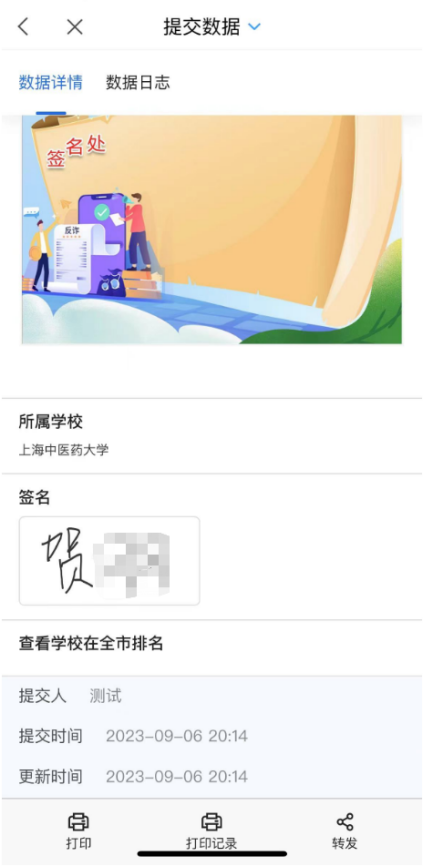 提交数据
数据详情 数据日志
签名处
反诈
所属学校
上海中医药大学
签名
贺
查看学校在全市排名
提交人 测试
提交时间 2023-09-06 20:14
更新时间 2023-09-06 20:14
打印 打印记录 转发